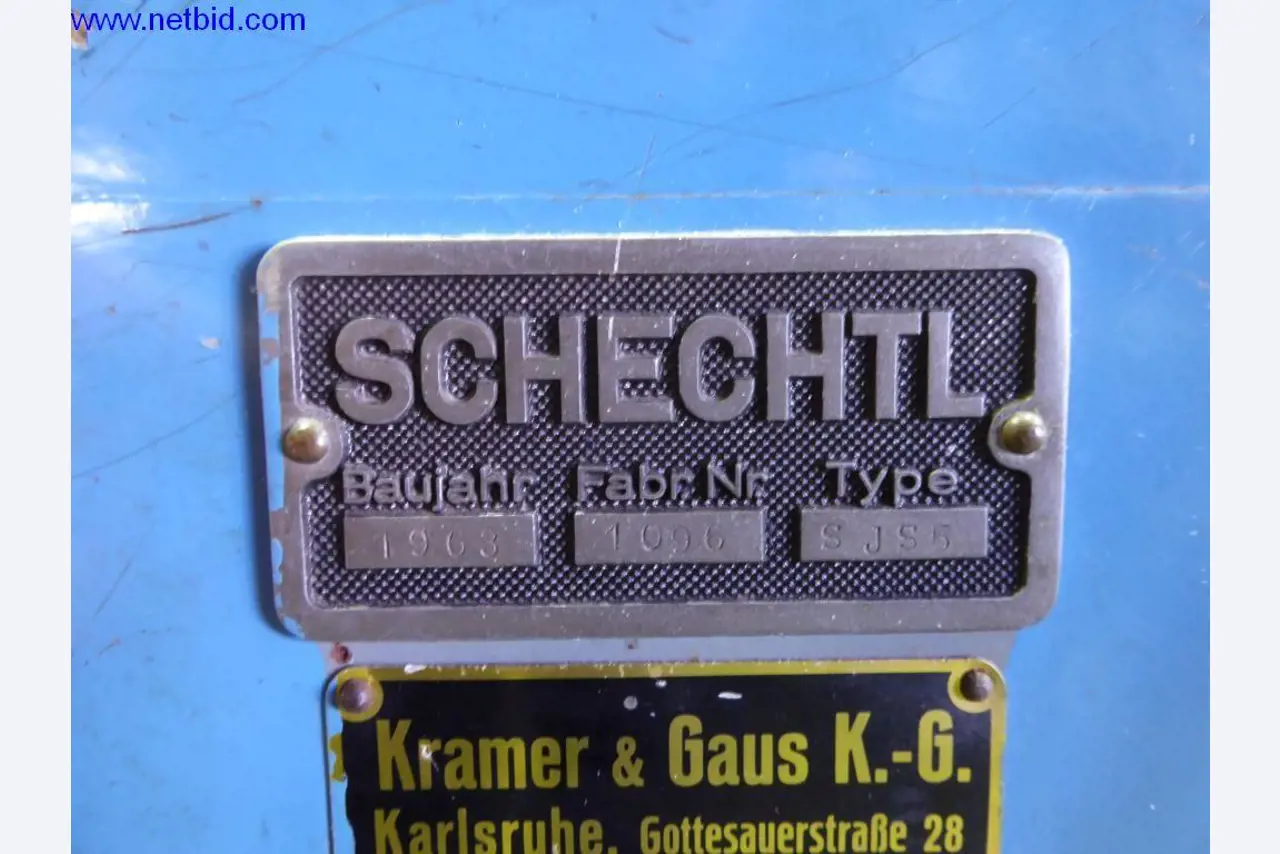 www.netbid.com
SCHECHTL
Baujahr Fabr Nr Type
1963 1096 SJS5
Kramer & Gaus K.-G.
Karlsruhe, Gottesauerstraße 28